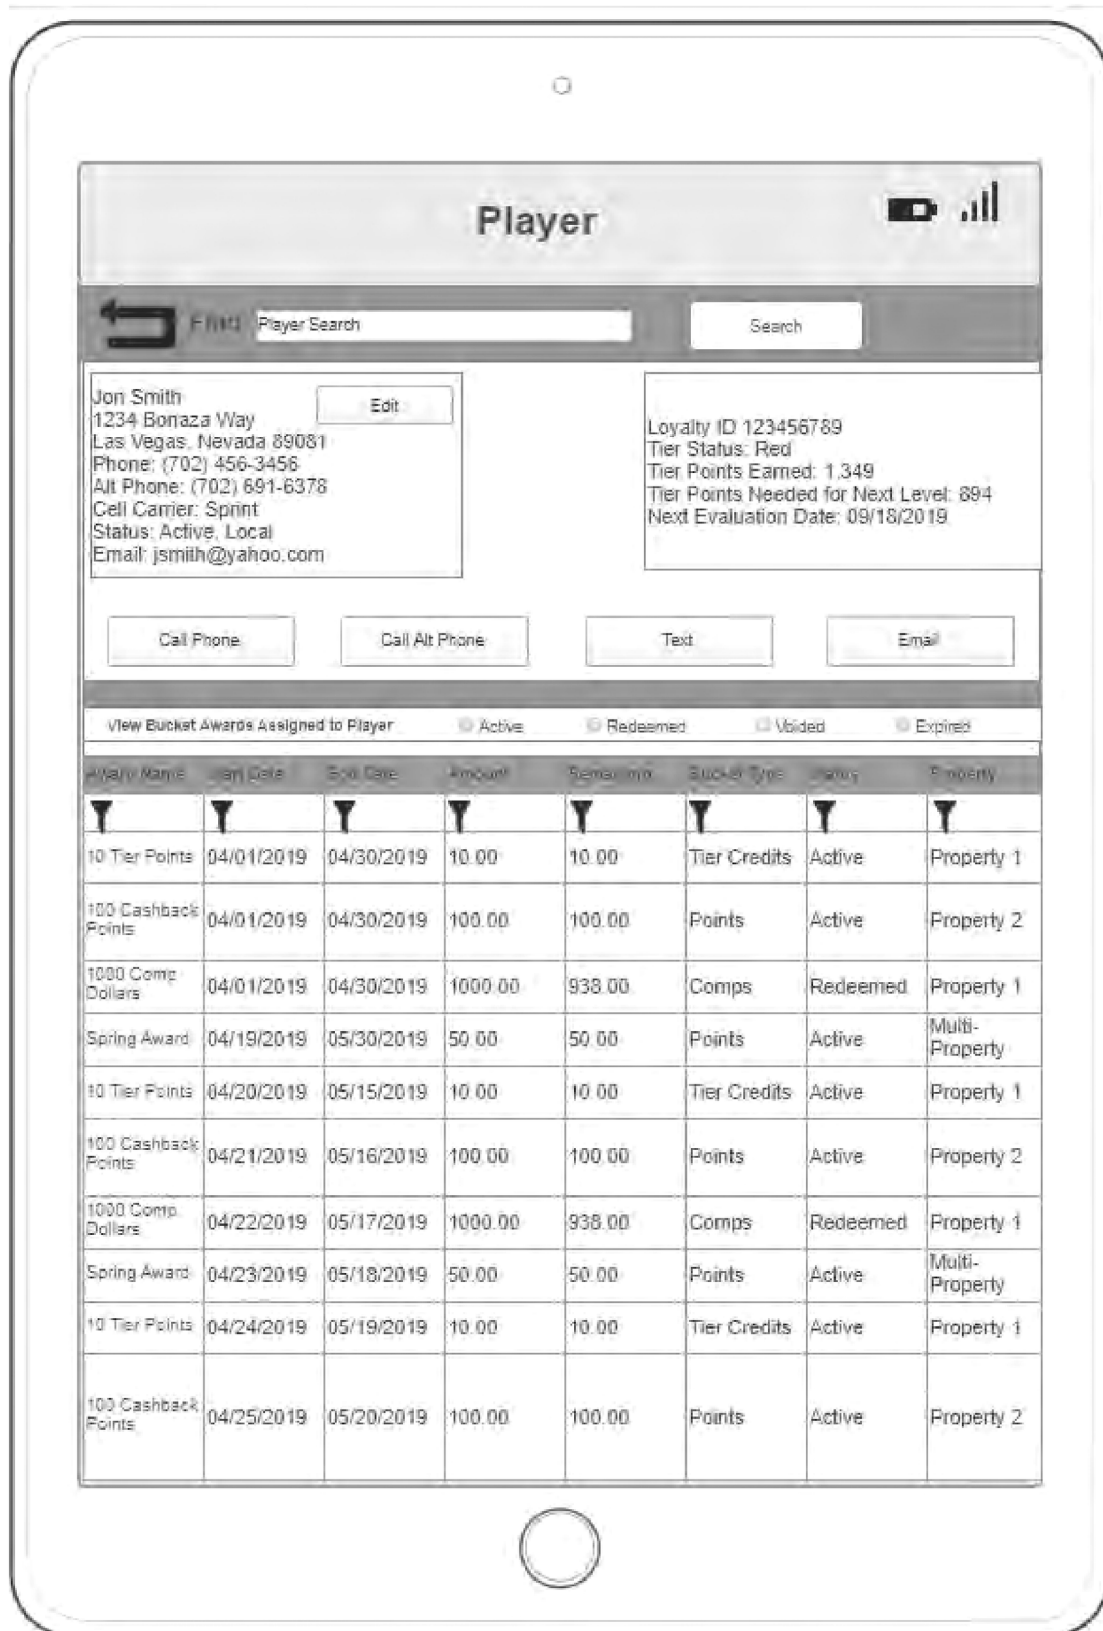 Player
Find Player Search Search
Jon Smith
1234 Bonaza Way
Las Vegas, Nevada 89081
Phone: (702) 456-3456
Alt Phone: (702) 691-6378
Cell Carrier: Sprint
Status: Active, Local
Email: jsmith@yahoo.com
Edit
Loyalty ID 123456789
Tier Status: Red
Tier Points Earned: 1,349
Tier Points Needed for Next Level: 894
Next Evaluation Date: 09/18/2019
Call Phone Call Alt Phone Text Email
View Bucket Awards Assigned to Player Active Redeemed Voided Expired
Award Name Start Date End Date Amount Remaining Bucket Type Status Property
10 Tier Points 04/01/2019 04/30/2019 10.00 10.00 Tier Credits Active Property 1
100 Cashback
Points 04/01/2019 04/30/2019 100.00 100.00 Points Active Property 2
1000 Comp
Dollars 04/01/2019 04/30/2019 1000.00 938.00 Comps Redeemed Property 1
Spring Award 04/19/2019 05/30/2019 50.00 50.00 Points Active Multi-
Property
10 Tier Points 04/20/2019 05/15/2019 10.00 10.00 Tier Credits Active Property 1
100 Cashback
Points 04/21/2019 05/16/2019 100.00 100.00 Points Active Property 2
1000 Comp
Dollars 04/22/2019 05/17/2019 1000.00 938.00 Comps Redeemed Property 1
Spring Award 04/23/2019 05/18/2019 50.00 50.00 Points Active Multi-
Property
10 Tier Points 04/24/2019 05/19/2019 10.00 10.00 Tier Credits Active Property 1
100 Cashback
Points 04/25/2019 05/20/2019 100.00 100.00 Points Active Property 2